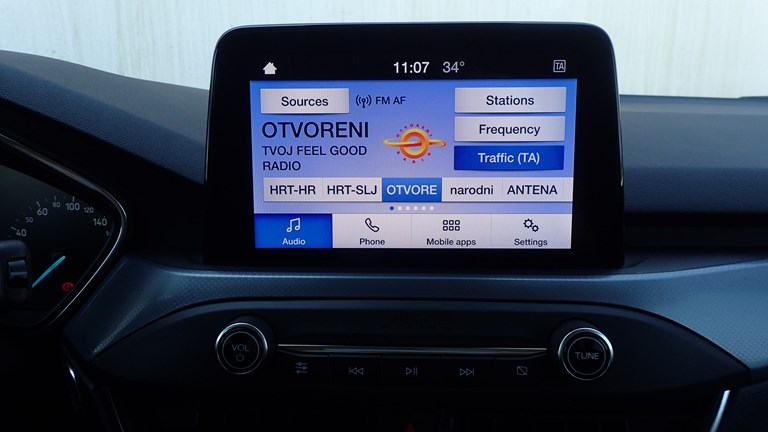 11:07 34°
TA
Sources
FM AF
Stations
OTVORENI
TVOJ FEEL GOOD
RADIO
Frequency
Traffic (TA)
HRT-HR
HRT-SLJ
OTVORE
narodni
ANTENA
Audio
Phone
Mobile apps
Settings
40
60
80
100
120
140
VOL
TUNE